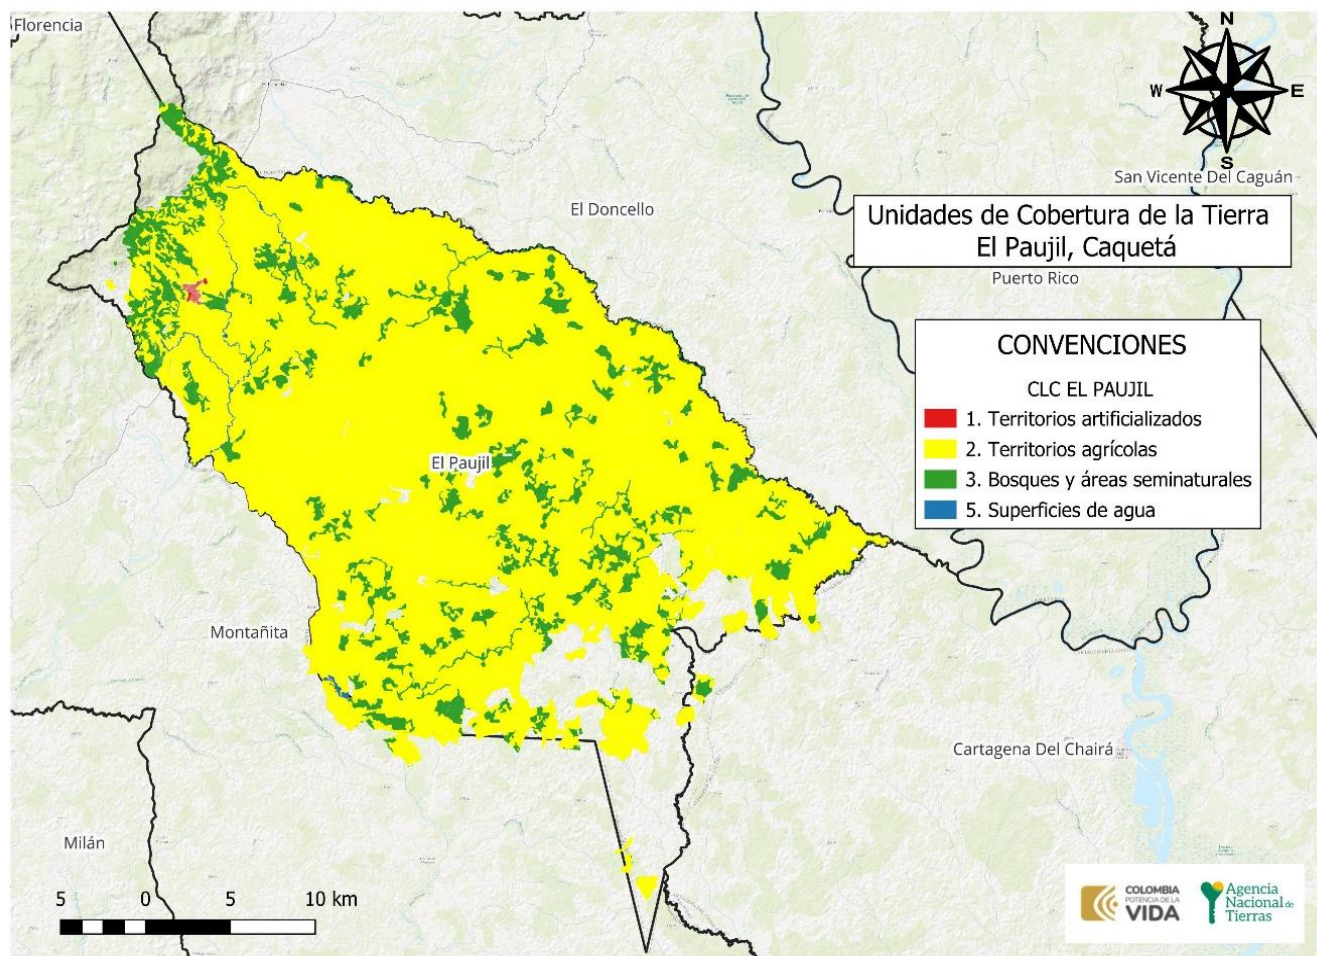 Florencia
N
W
E
S
San Vicente Del Caguán
El Doncello
Unidades de Cobertura de la Tierra
El Paujil, Caquetá
Puerto Rico
CONVENCIONES
CLC EL PAUJIL
1. Territorios artificializados
2. Territorios agrícolas
3. Bosques y áreas seminaturales
5. Superficies de agua
El Paujil
Montañita
Cartagena Del Chairá
Milán
5 0 5 10 km
COLOMBIA
POTENCIA DE LA
VIDA
Agencia
Nacional de
Tierras